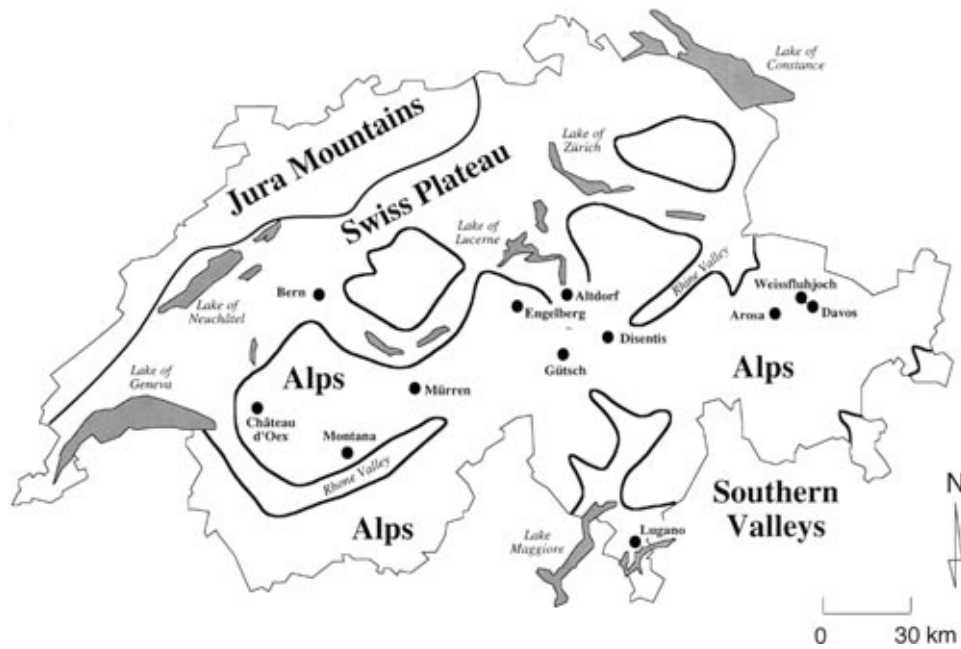 Lake of
Constance
Jura Mountains
Swiss Plateau
Lake of
Zürich
Lake of
Lucerne
Rhone Valley
Weissfluhjoch
Bern
Altdorf
Engelberg
Arosa
Davos
Lake of
Neuchâtel
Disentis
Gütsch
Lake of
Geneva
Alps
Mürren
Alps
Château
d'Oex
Montana
Rhone Valley
Alps
Southern
Valleys
N
Lake
Maggiore
Lugano
0 30 km